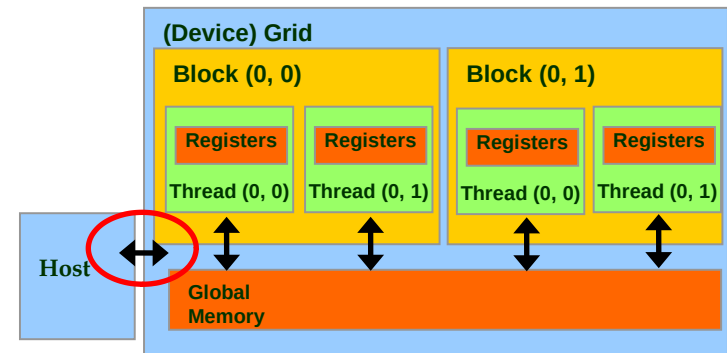 (Device) Grid
Block (0, 0)
Block (0, 1)
Registers
Registers
Registers
Registers
Thread (0, 0)
Thread (0, 1)
Thread (0, 0)
Thread (0, 1)
Host
Global
Memory